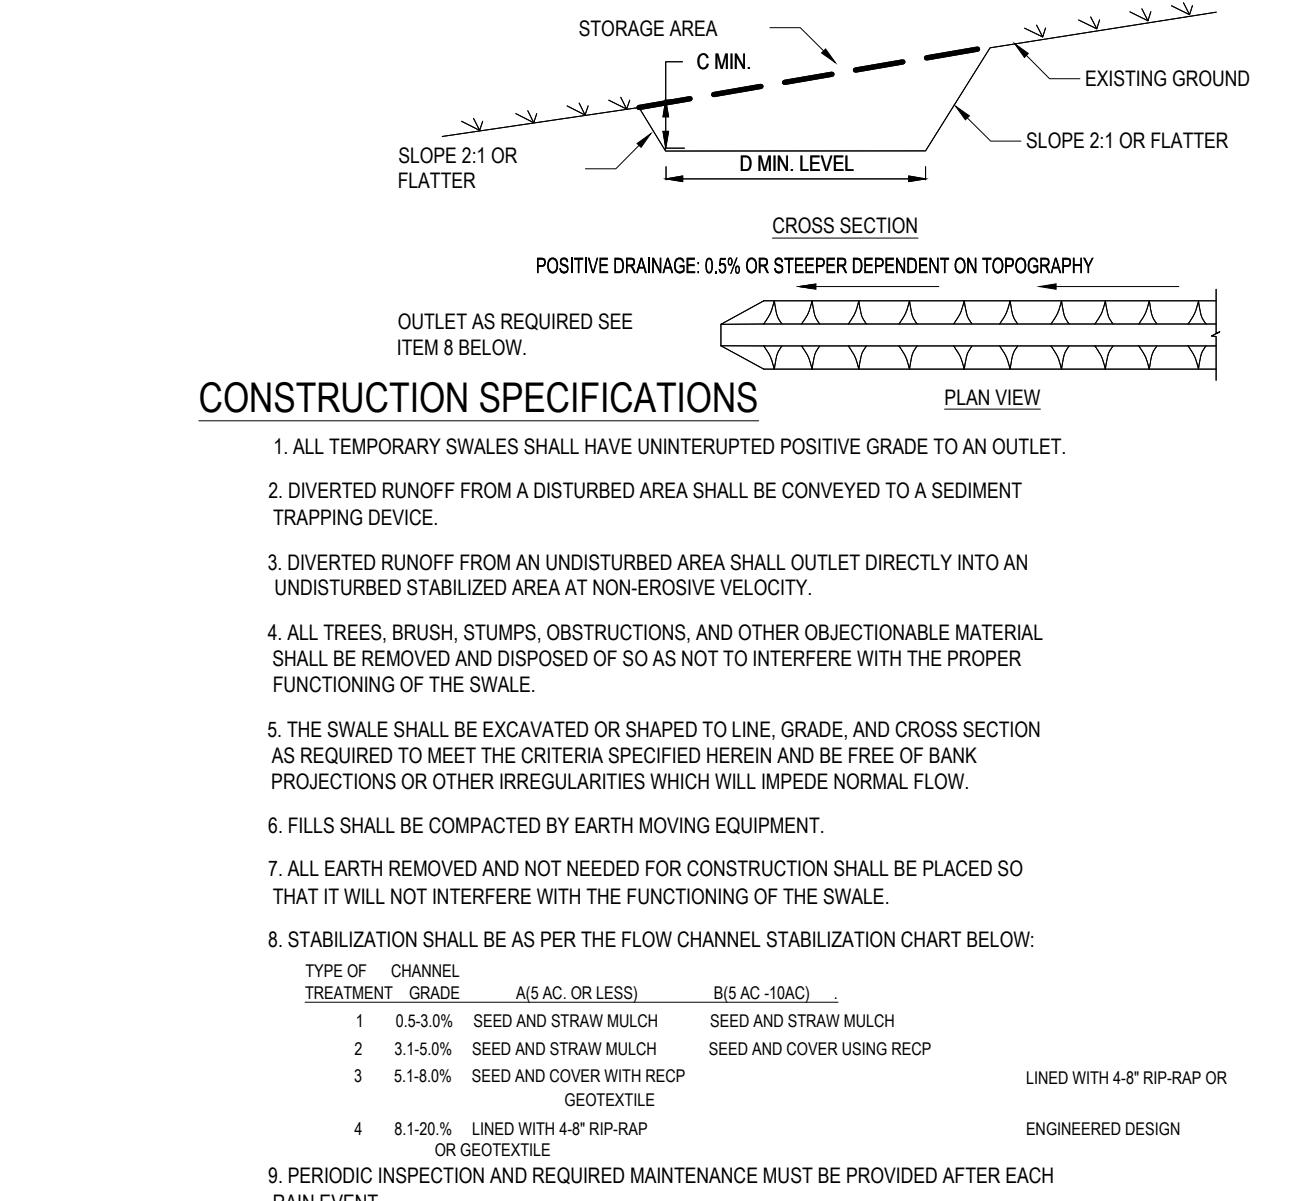 STORAGE AREA
C MIN.
EXISTING GROUND
SLOPE 2:1 OR FLATTER
SLOPE 2:1 OR
FLATTER
D MIN. LEVEL
CROSS SECTION
POSITIVE DRAINAGE: 0.5% OR STEEPER DEPENDENT ON TOPOGRAPHY
OUTLET AS REQUIRED SEE
ITEM 8 BELOW.
PLAN VIEW
CONSTRUCTION SPECIFICATIONS
1. ALL TEMPORARY SWALES SHALL HAVE UNINTERUPTED POSITIVE GRADE TO AN OUTLET.
2. DIVERTED RUNOFF FROM A DISTURBED AREA SHALL BE CONVEYED TO A SEDIMENT
TRAPPING DEVICE.
3. DIVERTED RUNOFF FROM AN UNDISTURBED AREA SHALL OUTLET DIRECTLY INTO AN
UNDISTURBED STABILIZED AREA AT NON-EROSIVE VELOCITY.
4. ALL TREES, BRUSH, STUMPS, OBSTRUCTIONS, AND OTHER OBJECTIONABLE MATERIAL
SHALL BE REMOVED AND DISPOSED OF SO AS NOT TO INTERFERE WITH THE PROPER
FUNCTIONING OF THE SWALE.
5. THE SWALE SHALL BE EXCAVATED OR SHAPED TO LINE, GRADE, AND CROSS SECTION
AS REQUIRED TO MEET THE CRITERIA SPECIFIED HEREIN AND BE FREE OF BANK
PROJECTIONS OR OTHER IRREGULARITIES WHICH WILL IMPEDE NORMAL FLOW.
6. FILLS SHALL BE COMPACTED BY EARTH MOVING EQUIPMENT.
7. ALL EARTH REMOVED AND NOT NEEDED FOR CONSTRUCTION SHALL BE PLACED SO
THAT IT WILL NOT INTERFERE WITH THE FUNCTIONING OF THE SWALE.
8. STABILIZATION SHALL BE AS PER THE FLOW CHANNEL STABILIZATION CHART BELOW:
TYPE OF CHANNEL
TREATMENT GRADE A(5 AC. OR LESS) B(5 AC -10AC) .
1 0.5-3.0% SEED AND STRAW MULCH SEED AND STRAW MULCH
2 3.1-5.0% SEED AND STRAW MULCH SEED AND COVER USING RECP
3 5.1-8.0% SEED AND COVER WITH RECP LINED WITH 4-8" RIP-RAP OR
GEOTEXTILE
4 8.1-20.% LINED WITH 4-8" RIP-RAP ENGINEERED DESIGN
OR GEOTEXTILE
9. PERIODIC INSPECTION AND REQUIRED MAINTENANCE MUST BE PROVIDED AFTER EACH
RAIN EVENT